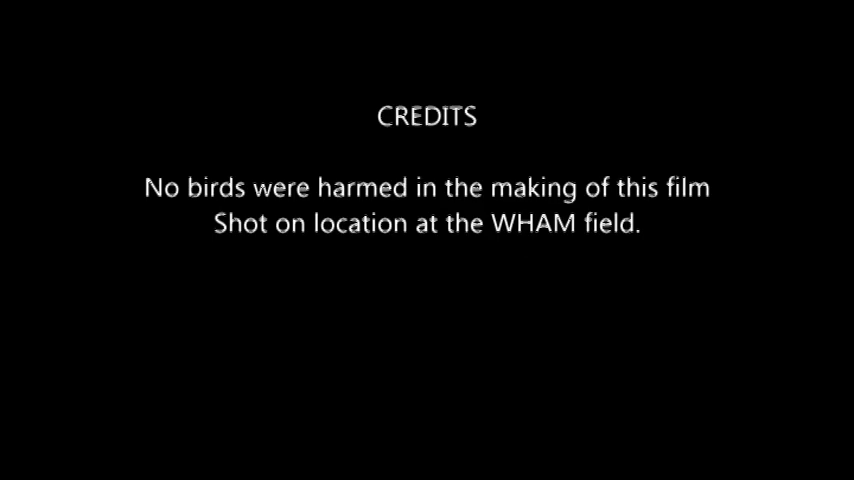 CREDITS
No birds were harmed in the making of this film
Shot on location at the WHAM field.